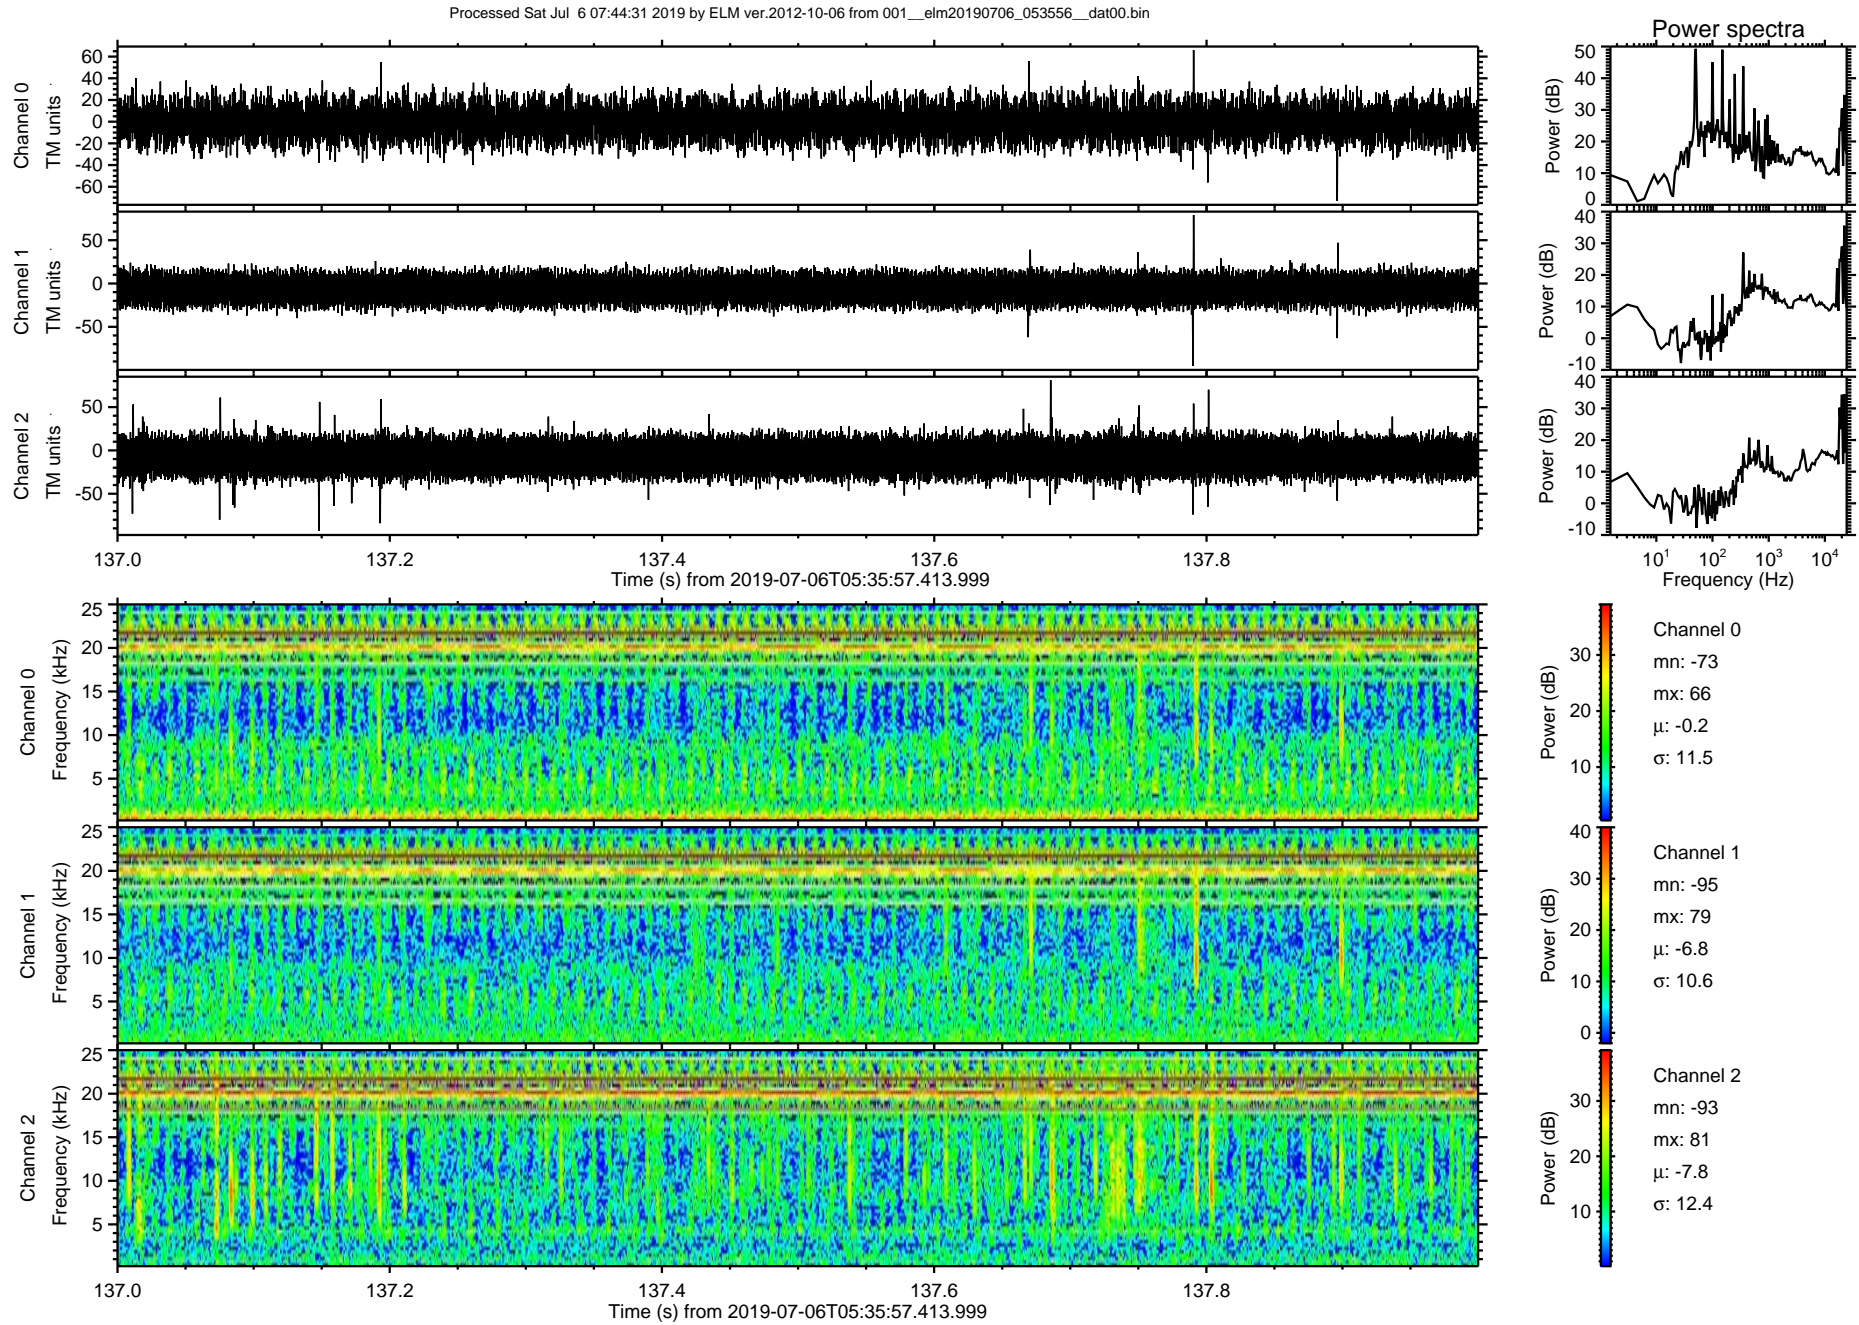 Processed Sat Jul  6 07:44:31 2019 by ELM ver.2012-10-06 from 001__elm20190706_053556__dat00.bin
Power spectra
Channel 0
TM units
60
40
20
0
-20
-40
-60
Power (dB)
50
40
30
20
10
0
Channel 1
TM units
50
0
-50
Power (dB)
40
30
20
10
0
-10
Channel 2
TM units
50
0
-50
Power (dB)
40
30
20
10
0
-10
137.0 137.2 137.4 137.6 137.8
Time (s) from 2019-07-06T05:35:57.413.999
10¹ 10² 10³ 10⁴
Frequency (Hz)
Channel 0
Frequency (kHz)
25
20
15
10
5
Power (dB)
30
20
10
Channel 0
mn: -73
mx: 66
μ: -0.2
σ: 11.5
Channel 1
Frequency (kHz)
25
20
15
10
5
Power (dB)
40
30
20
10
0
Channel 1
mn: -95
mx: 79
μ: -6.8
σ: 10.6
Channel 2
Frequency (kHz)
25
20
15
10
5
Power (dB)
30
20
10
Channel 2
mn: -93
mx: 81
μ: -7.8
σ: 12.4
137.0 137.2 137.4 137.6 137.8
Time (s) from 2019-07-06T05:35:57.413.999